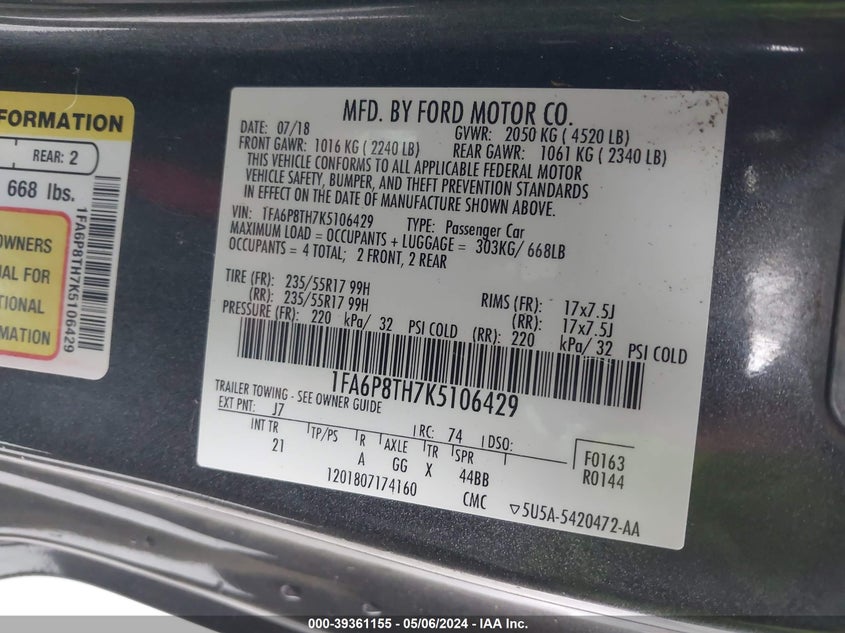 FORMATION
REAR: 2
668 lbs.
OWNERS
AL FOR
TIONAL
MATION
1FA6P8TH7K5106429
MFD. BY FORD MOTOR CO.
DATE: 07/18 GVWR: 2050 KG ( 4520 LB)
FRONT GAWR: 1016 KG ( 2240 LB) REAR GAWR: 1061 KG ( 2340 LB)
THIS VEHICLE CONFORMS TO ALL APPLICABLE FEDERAL MOTOR
VEHICLE SAFETY, BUMPER, AND THEFT PREVENTION STANDARDS
IN EFFECT ON THE DATE OF MANUFACTURE SHOWN ABOVE.
VIN: 1FA6P8TH7K5106429 TYPE: Passenger Car
MAXIMUM LOAD = OCCUPANTS + LUGGAGE = 303KG/ 668LB
OCCUPANTS = 4 TOTAL; 2 FRONT, 2 REAR
TIRE (FR): 235/55R17 99H RIMS (FR): 17x7.5J
(RR): 235/55R17 99H (RR): 17x7.5J
PRESSURE (FR): 220 kPa/ 32 PSI COLD (RR): 220 kPa/ 32 PSI COLD
1FA6P8TH7K5106429
TRAILER TOWING - SEE OWNER GUIDE
EXT PNT: J7 RC: 74 DSO:
INT TR TP/PS R AXLE TR SPR F0163
21 A GG X 44BB R0144
1201807174160 CMC ▽5U5A-5420472-AA
000-39361155 / 05/06/2024 - IAA Inc.